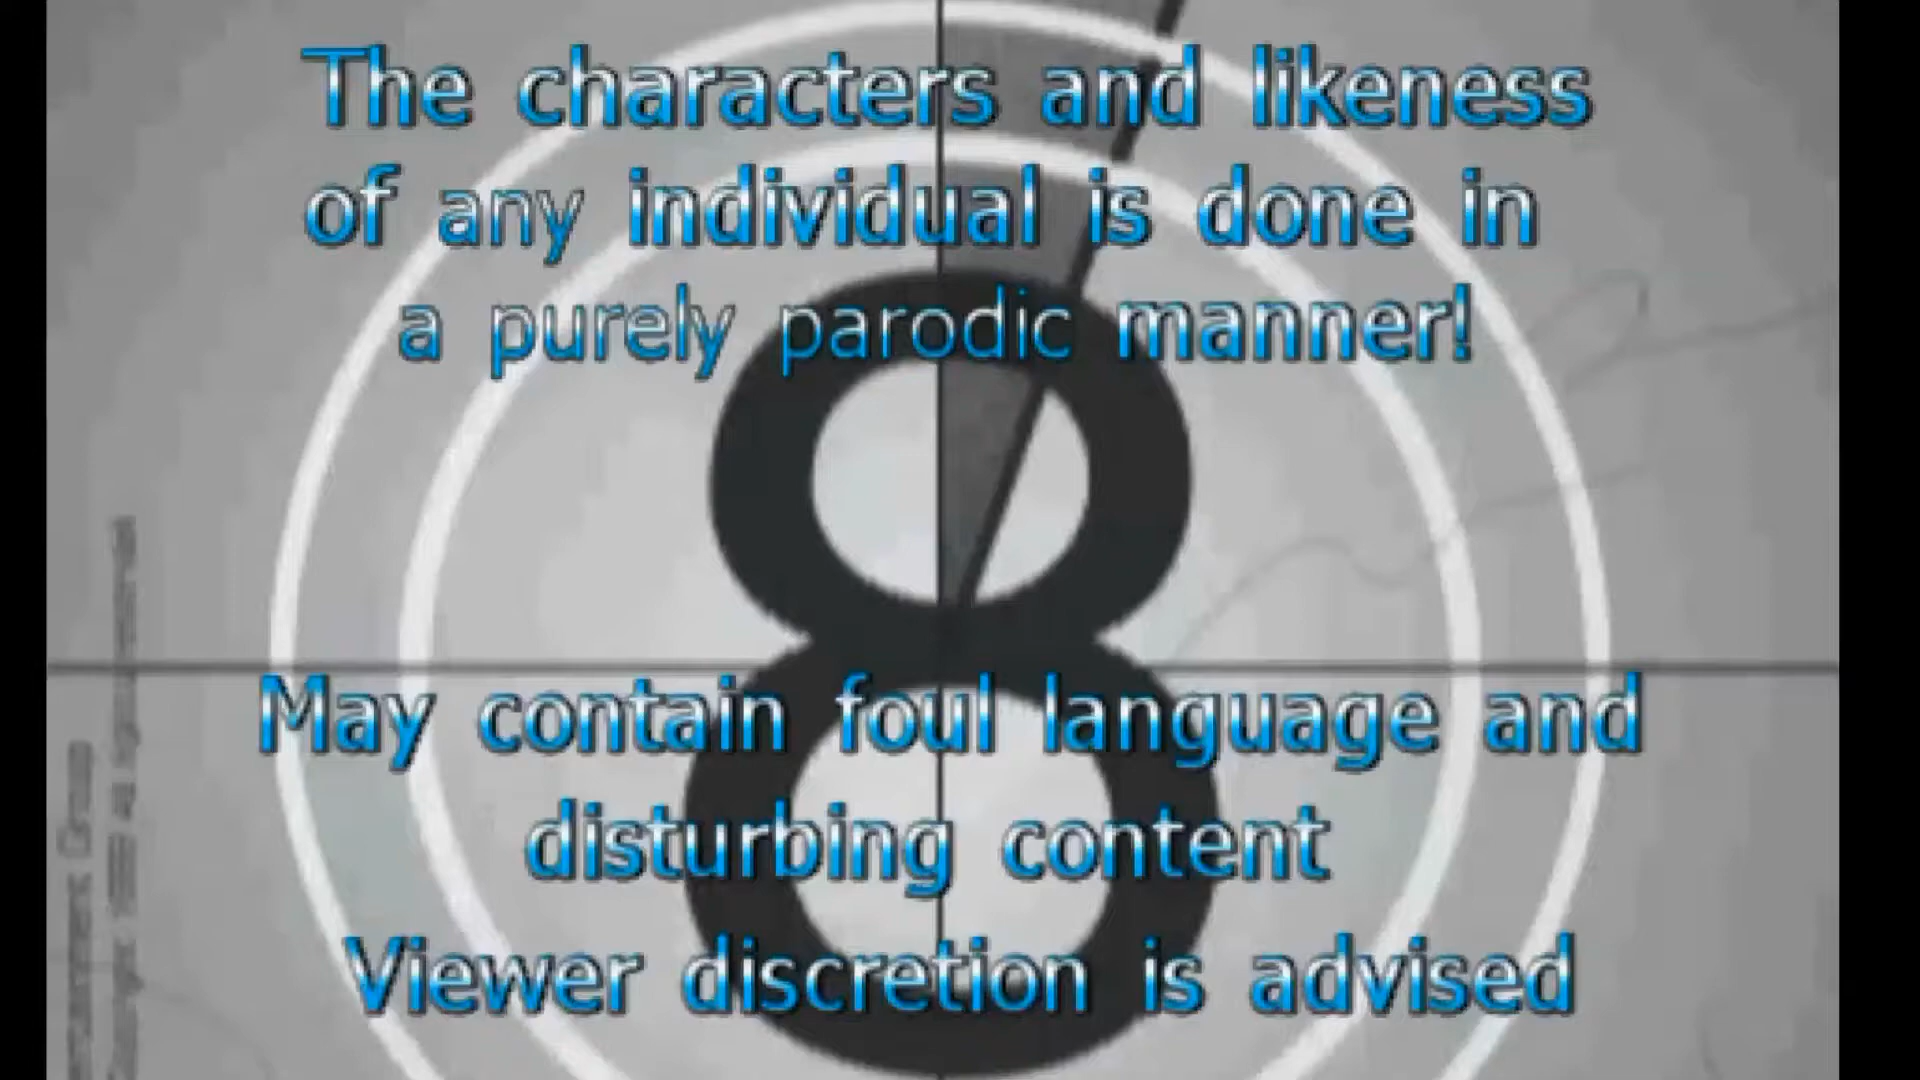 The characters and likeness
of any individual is done in
a purely parodic manner!
8
May contain foul language and
disturbing content
Viewer discretion is advised